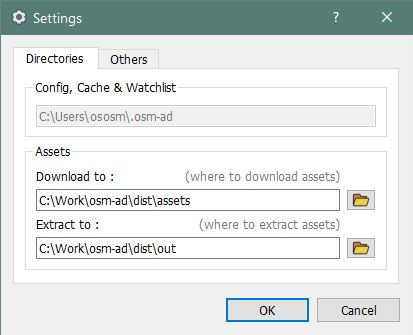 Settings
?
Directories Others
Config, Cache & Watchlist
C:\Users\ososm\.osm-ad
Assets
Download to : (where to download assets)
C:\Work\osm-ad\dist\assets
Extract to : (where to extract assets)
C:\Work\osm-ad\dist\out
OK Cancel